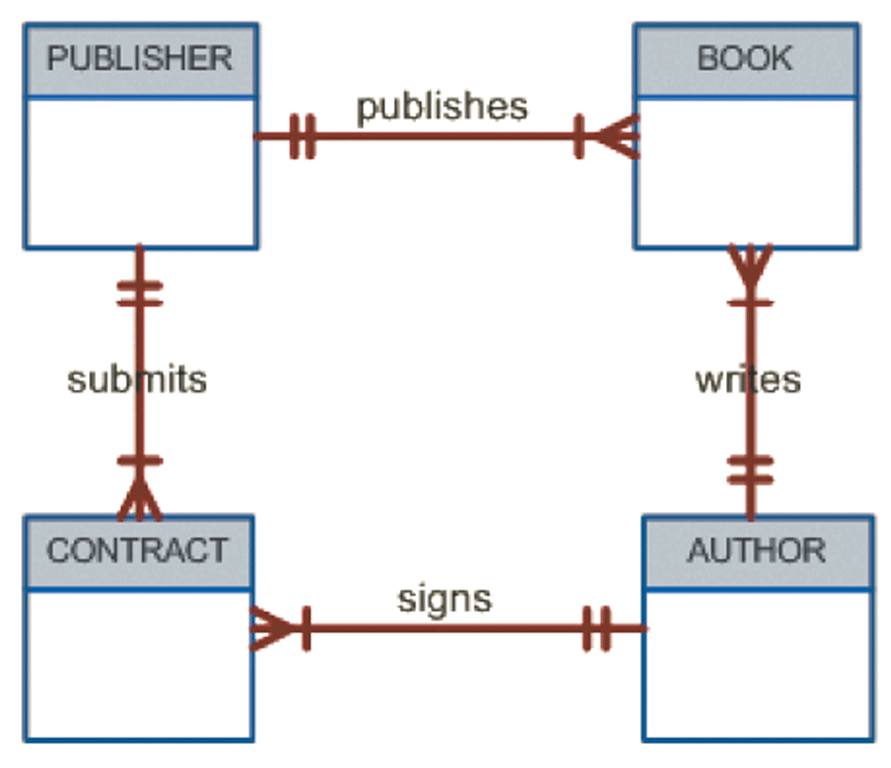 PUBLISHER
BOOK
publishes
submits
writes
CONTRACT
AUTHOR
signs